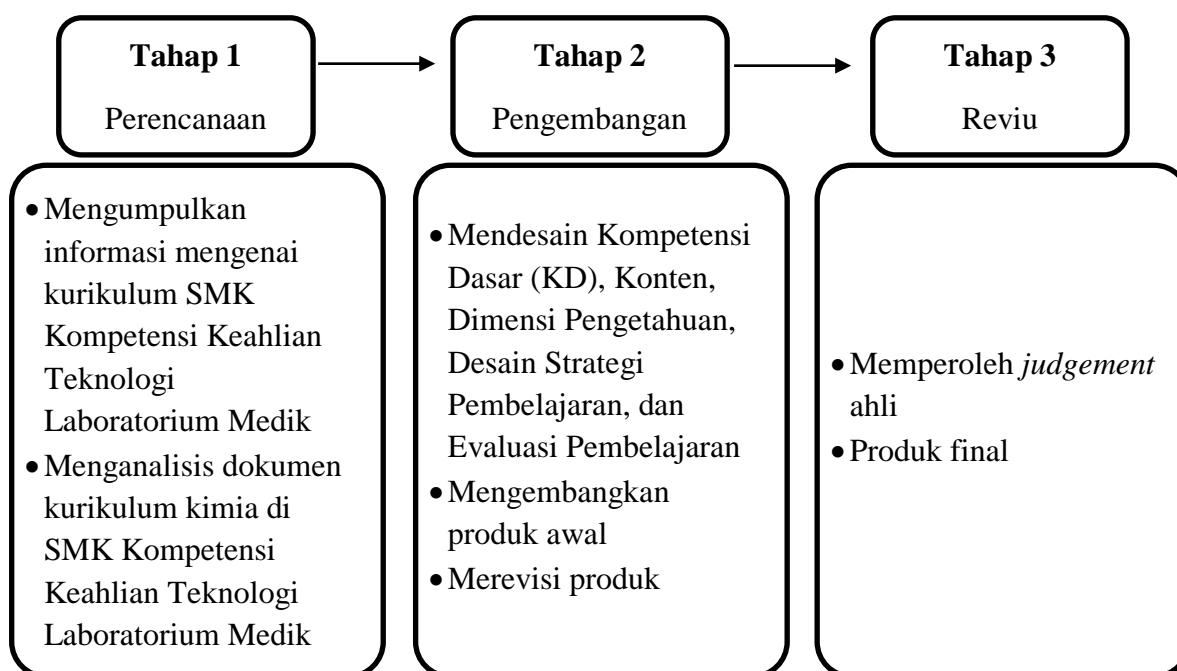 Tahap 1
Perencanaan
Tahap 2
Pengembangan
Tahap 3
Reviu
• Mengumpulkan
informasi mengenai
kurikulum SMK
Kompetensi Keahlian
Teknologi
Laboratorium Medik
• Menganalisis dokumen
kurikulum kimia di
SMK Kompetensi
Keahlian Teknologi
Laboratorium Medik
• Mendesain Kompetensi
Dasar (KD), Konten,
Dimensi Pengetahuan,
Desain Strategi
Pembelajaran, dan
Evaluasi Pembelajaran
• Mengembangkan
produk awal
• Merevisi produk
• Memperoleh judgement
ahli
• Produk final